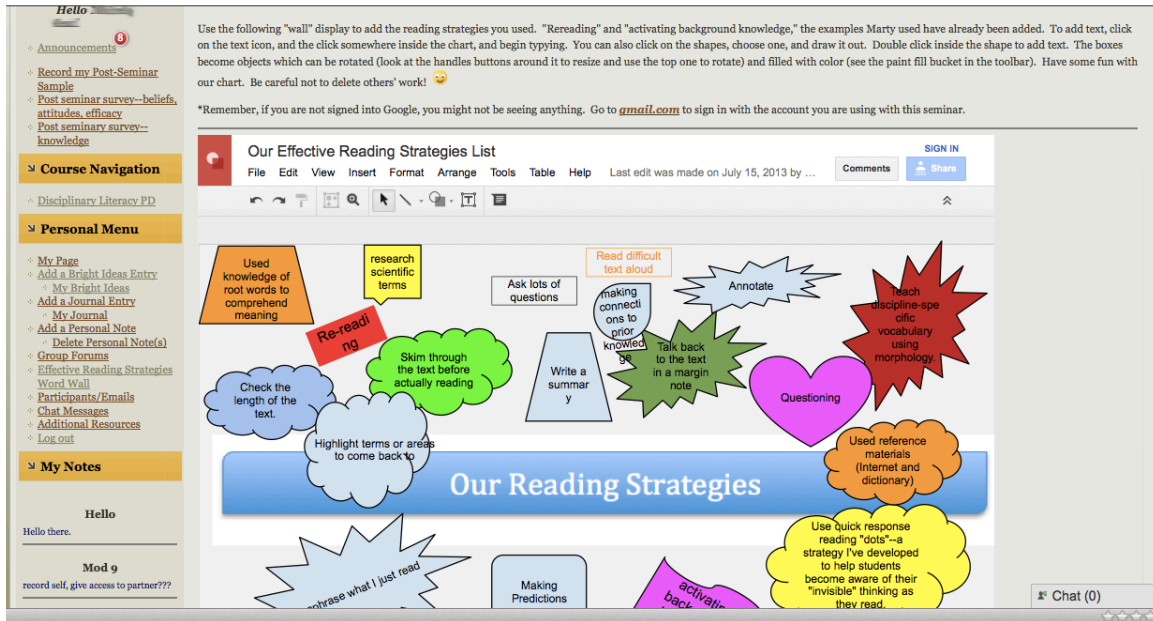 Hello
Announcements
8
Record my Post-Seminar
Sample
Post seminar survey--beliefs,
attitudes, efficacy
Post seminary survey--
knowledge
Course Navigation
Disciplinary Literacy PD
Personal Menu
My Page
Add a Bright Ideas Entry
My Bright Ideas
Add a Journal Entry
My Journal
Add a Personal Note
Delete Personal Note(s)
Group Forums
Effective Reading Strategies
Word Wall
Participants/Emails
Chat Messages
Additional Resources
Log out
My Notes
Hello
Hello there.
Mod 9
record self, give access to partner???
Use the following "wall" display to add the reading strategies you used. "Rereading" and "activating background knowledge," the examples Marty used have already been added. To add text, click
on the text icon, and the click somewhere inside the chart, and begin typying. You can also click on the shapes, choose one, and draw it out. Double click inside the shape to add text. The boxes
become objects which can be rotated (look at the handles buttons around it to resize and use the top one to rotate) and filled with color (see the paint fill bucket in the toolbar). Have some fun with
our chart. Be careful not to delete others' work!
*Remember, if you are not signed into Google, you might not be seeing anything. Go to gmail.com to sign in with the account you are using with this seminar.
Our Effective Reading Strategies List
SIGN IN
File Edit View Insert Format Arrange Tools Table Help Last edit was made on July 15, 2013 by ...
Comments
Share
Used
knowledge of
root words to
comprehend
meaning
research
scientific
terms
Re-readi
ng
Skim through
the text before
actually reading
Check the
length of the
text.
Highlight terms or areas
to come back to
Ask lots of
questions
Read difficult
text aloud
making
connecti
ons to
prior
knowled
ge
Annotate
Write a
summar
y
Talk back
to the text
in a margin
note
Teach
discipline-spe
cific
vocabulary
using
morphology.
Questioning
Used reference
materials
(Internet and
dictionary)
Our Reading Strategies
phrase what I just read
Making
Predictions
activatin
back
Use quick response
reading "dots"--a
strategy I've developed
to help students
become aware of their
"invisible" thinking as
they read.
Chat (0)